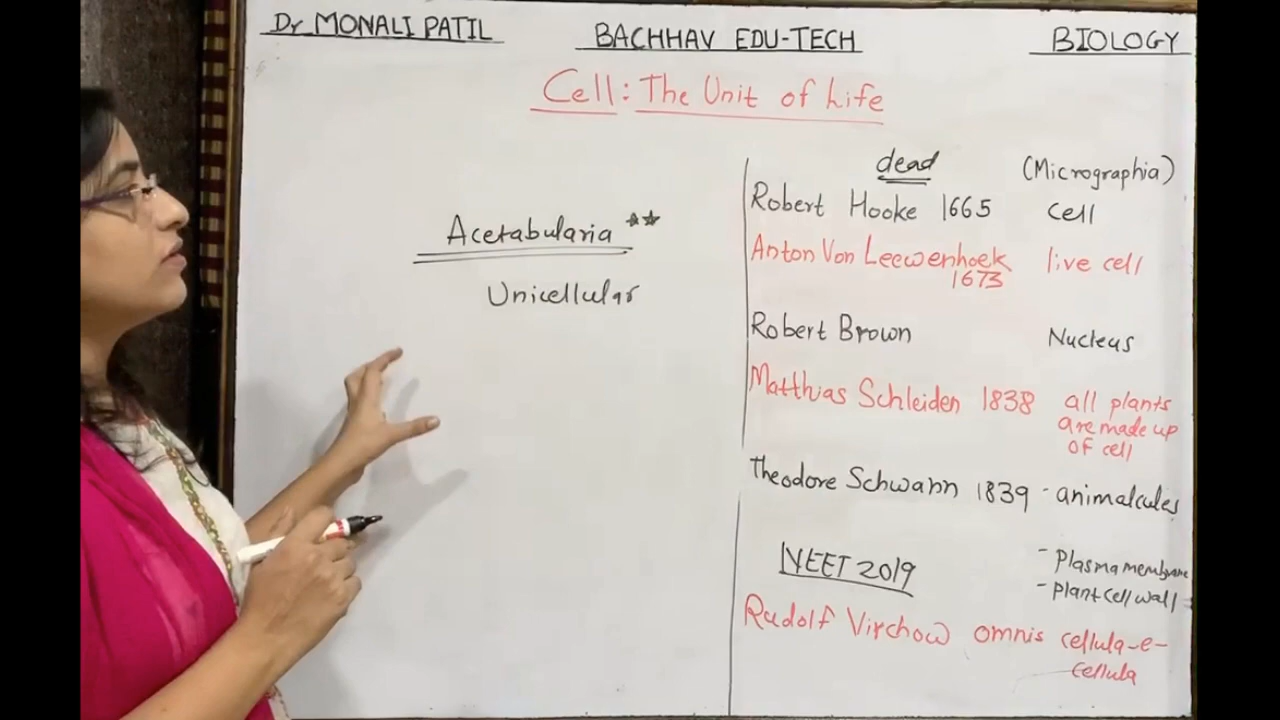 Dr MONALI PATIL BACHHAV EDU-TECH BIOLOGY
Cell: The Unit of Life
Acetabularia **
Unicellular
dead (Micrographia)
Robert Hooke 1665 Cell
Anton Von Leewenhoek live cell
1673
Robert Brown Nucleus
Matthias Schleiden 1838 all plants
are made up
of cell
Theodore Schwann 1839 - animalcules
- Plasma membrane
NEET 2019 - Plant cell wall
Rudolf Virchow omnis cellula-e-
cellula